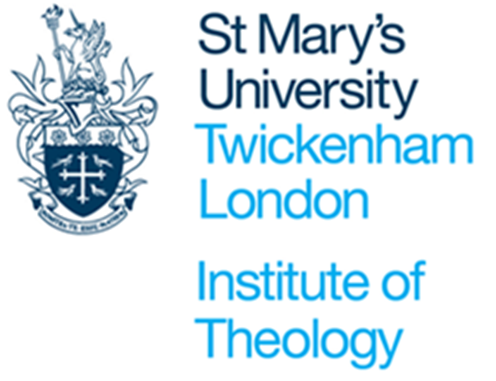 St Mary's
University
Twickenham
London
Institute of
Theology